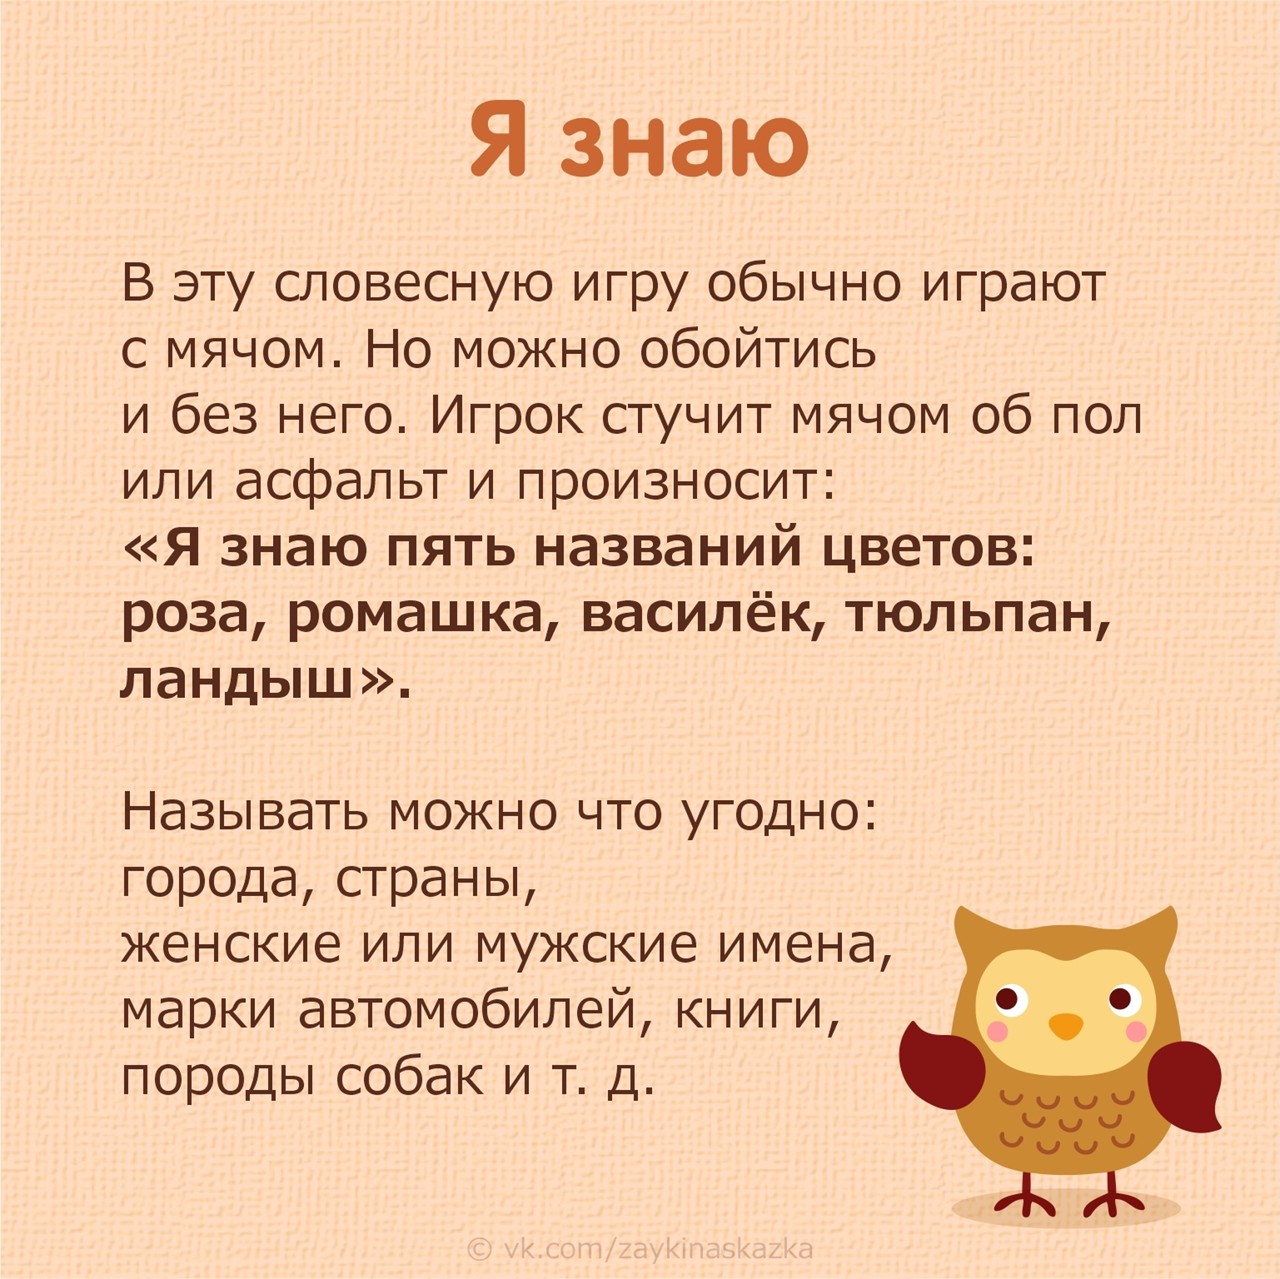 Я знаю
В эту словесную игру обычно играют
с мячом. Но можно обойтись
и без него. Игрок стучит мячом об пол
или асфальт и произносит:
«Я знаю пять названий цветов:
роза, ромашка, василёк, тюльпан,
ландыш».
Называть можно что угодно:
города, страны,
женские или мужские имена,
марки автомобилей, книги,
породы собак и т. д.
© vk.com/zaykinaskazka